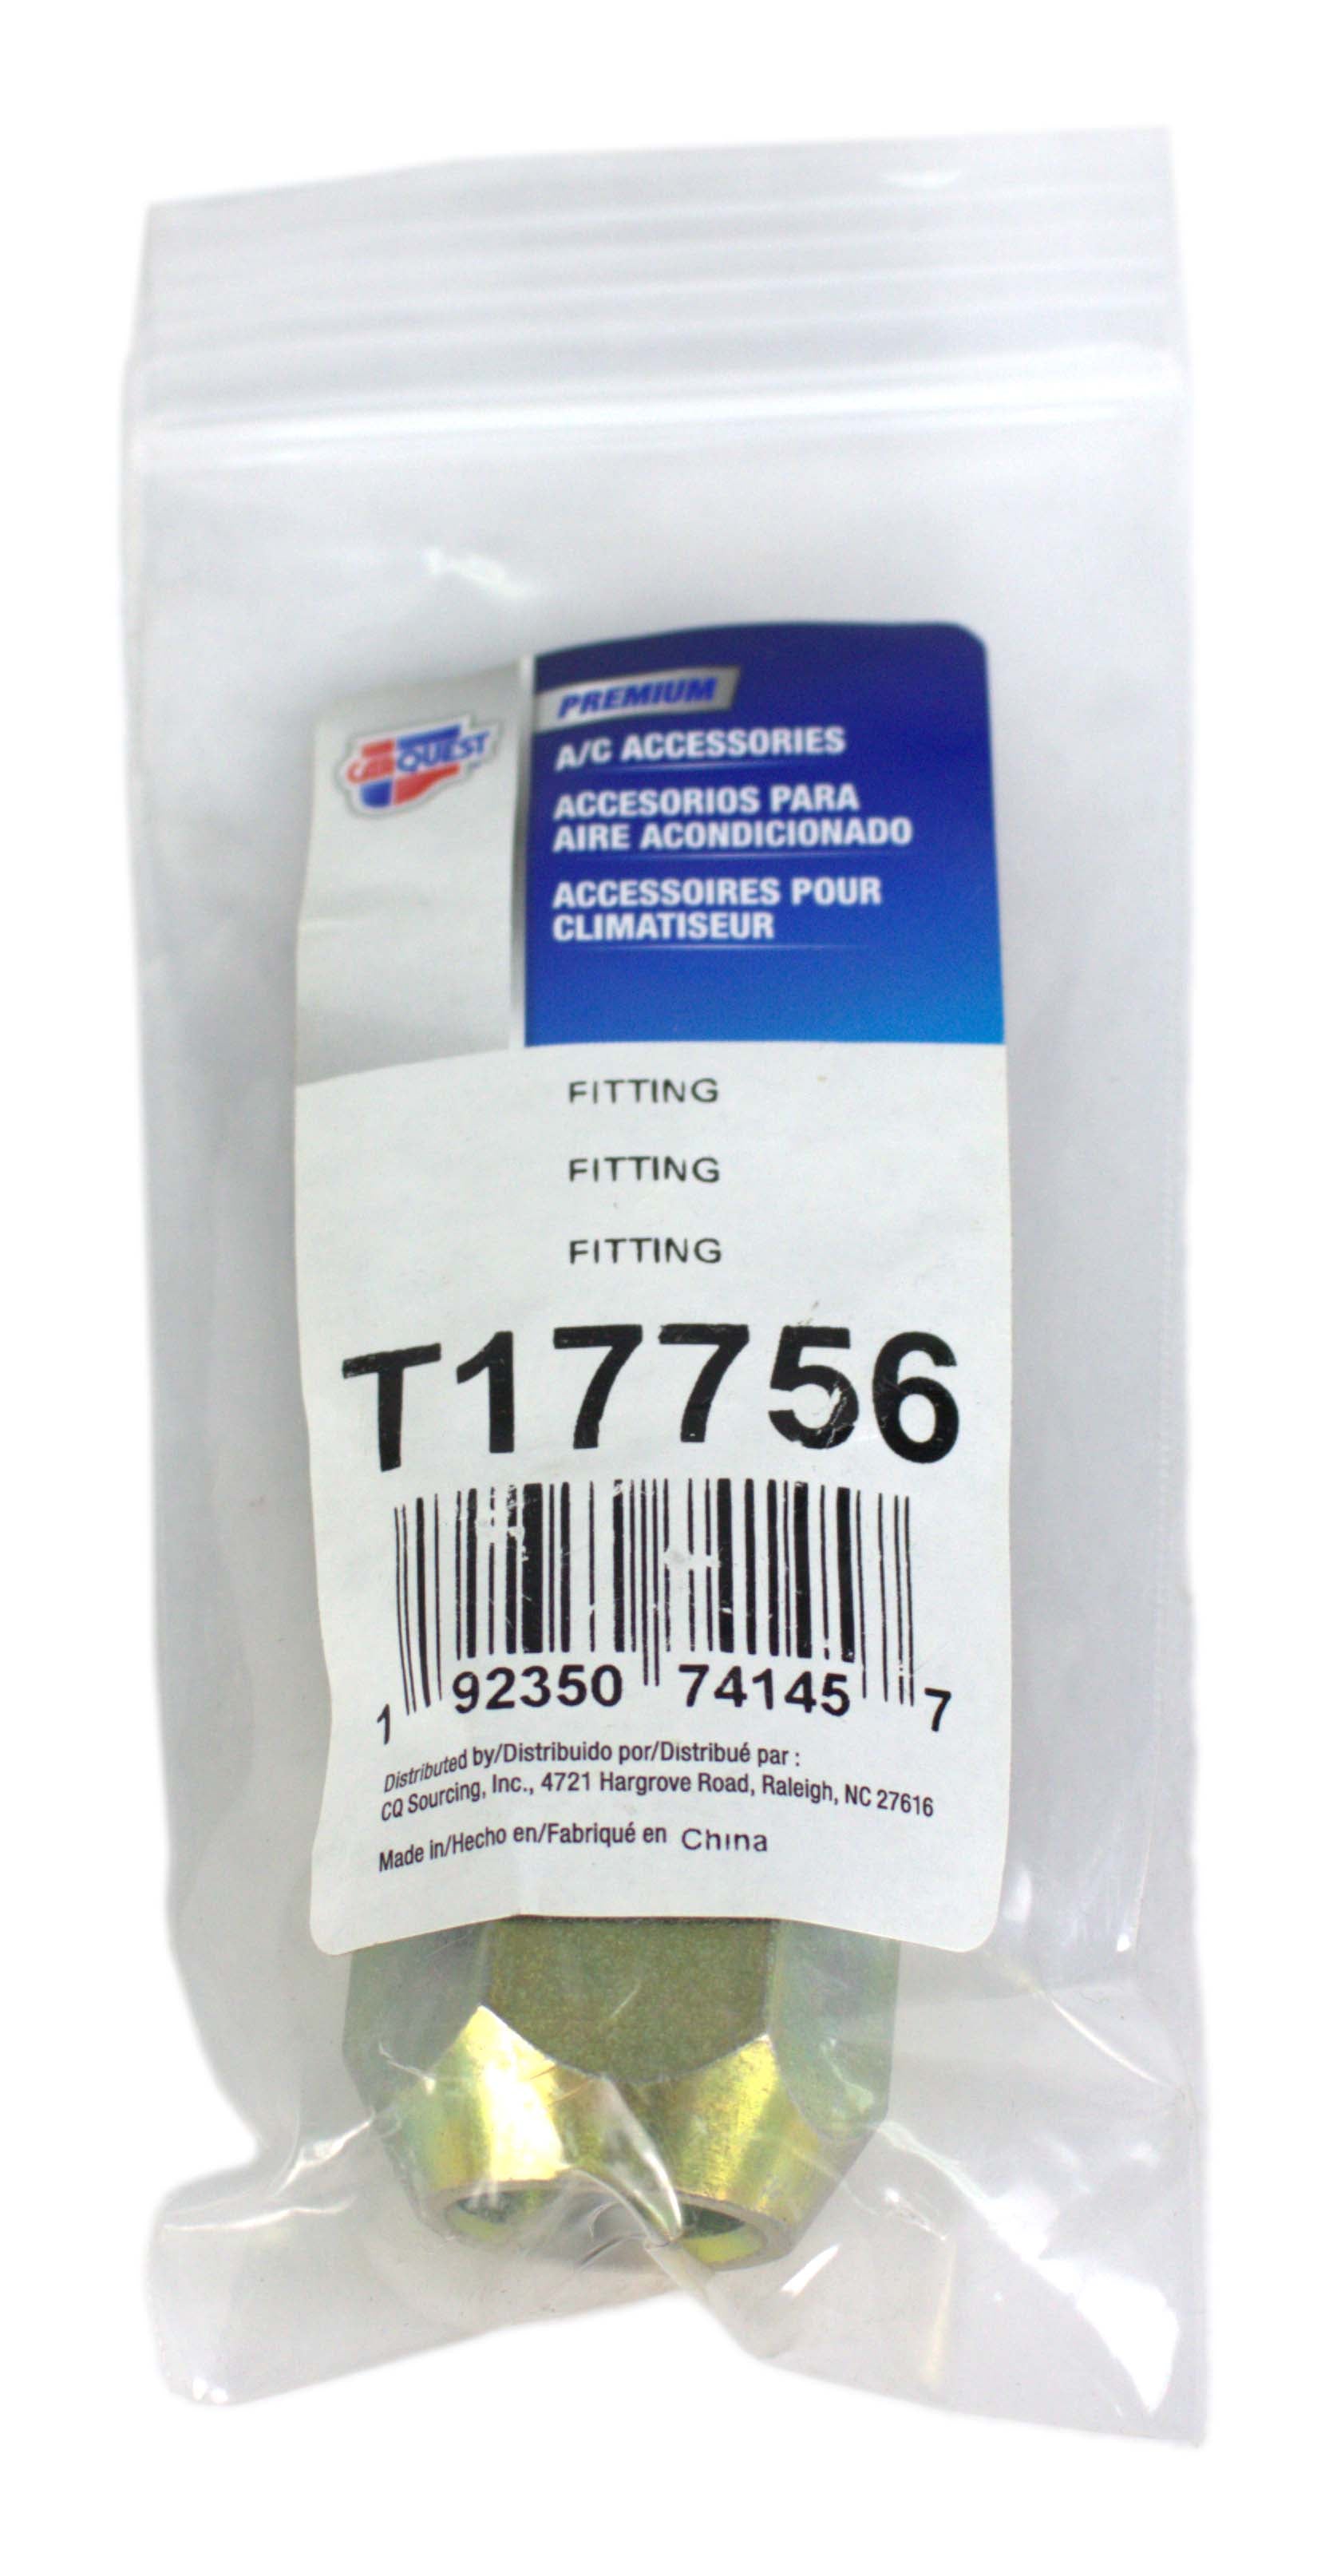 CARQUEST
PREMIUM
A/C ACCESSORIES
ACCESORIOS PARA
AIRE ACONDICIONADO
ACCESSOIRES POUR
CLIMATISEUR
FITTING
FITTING
FITTING
T17756
1 92350 74145 7
Distributed by/Distribuido por/Distribué par :
CQ Sourcing, Inc., 4721 Hargrove Road, Raleigh, NC 27616
Made in/Hecho en/Fabriqué en China